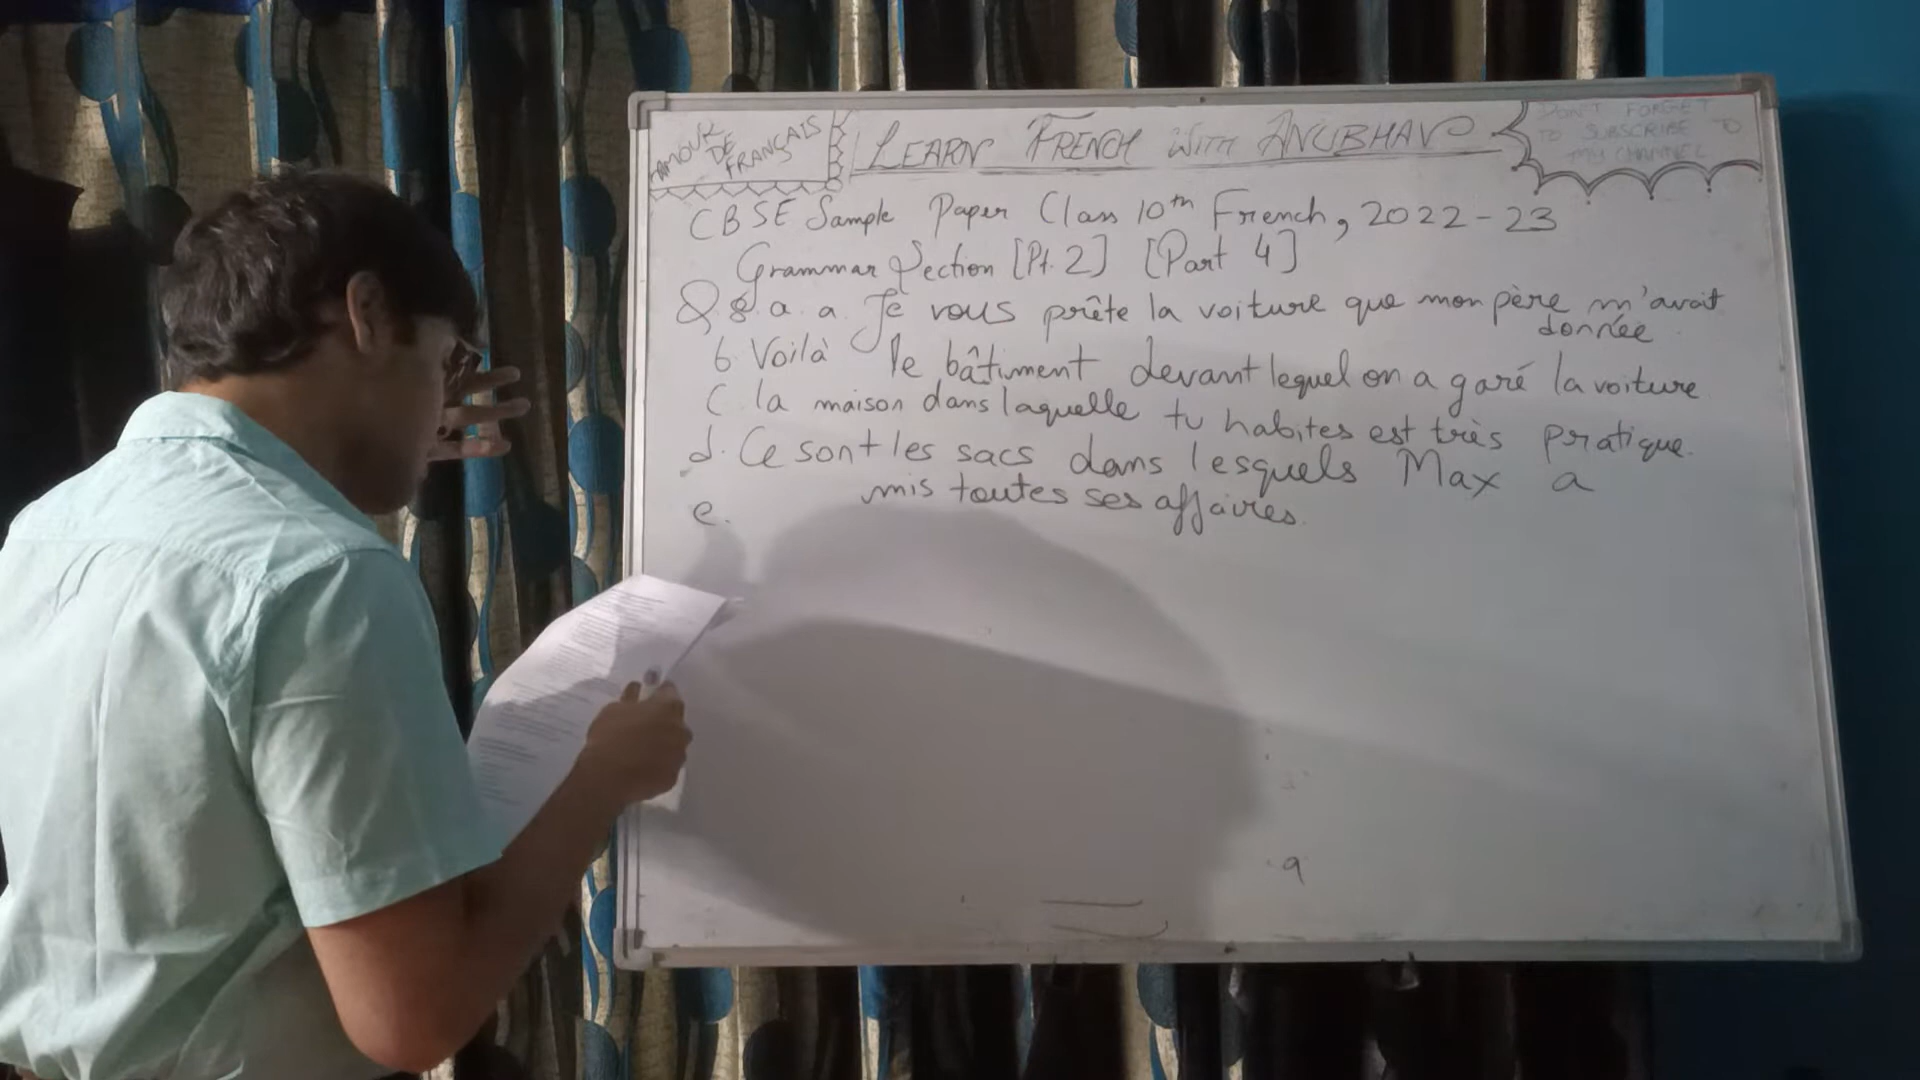 AMOUR
DE
FRANÇAIS
LEARN FRENCH WITH ANUBHAV
DON'T FORGET
TO SUBSCRIBE TO
MY CHANNEL
CBSE Sample Paper Class 10th French, 2022-23
Grammar Section [Pt. 2] [Part 4]
Q 8. a. a. Je vous prête la voiture que mon père m'avait
donnée.
b Voilà le bâtiment devant lequel on a garé la voiture
C. la maison dans laquelle tu habites est très pratique.
d. Ce sont les sacs dans lesquels Max a
mis toutes ses affaires.
e.
9